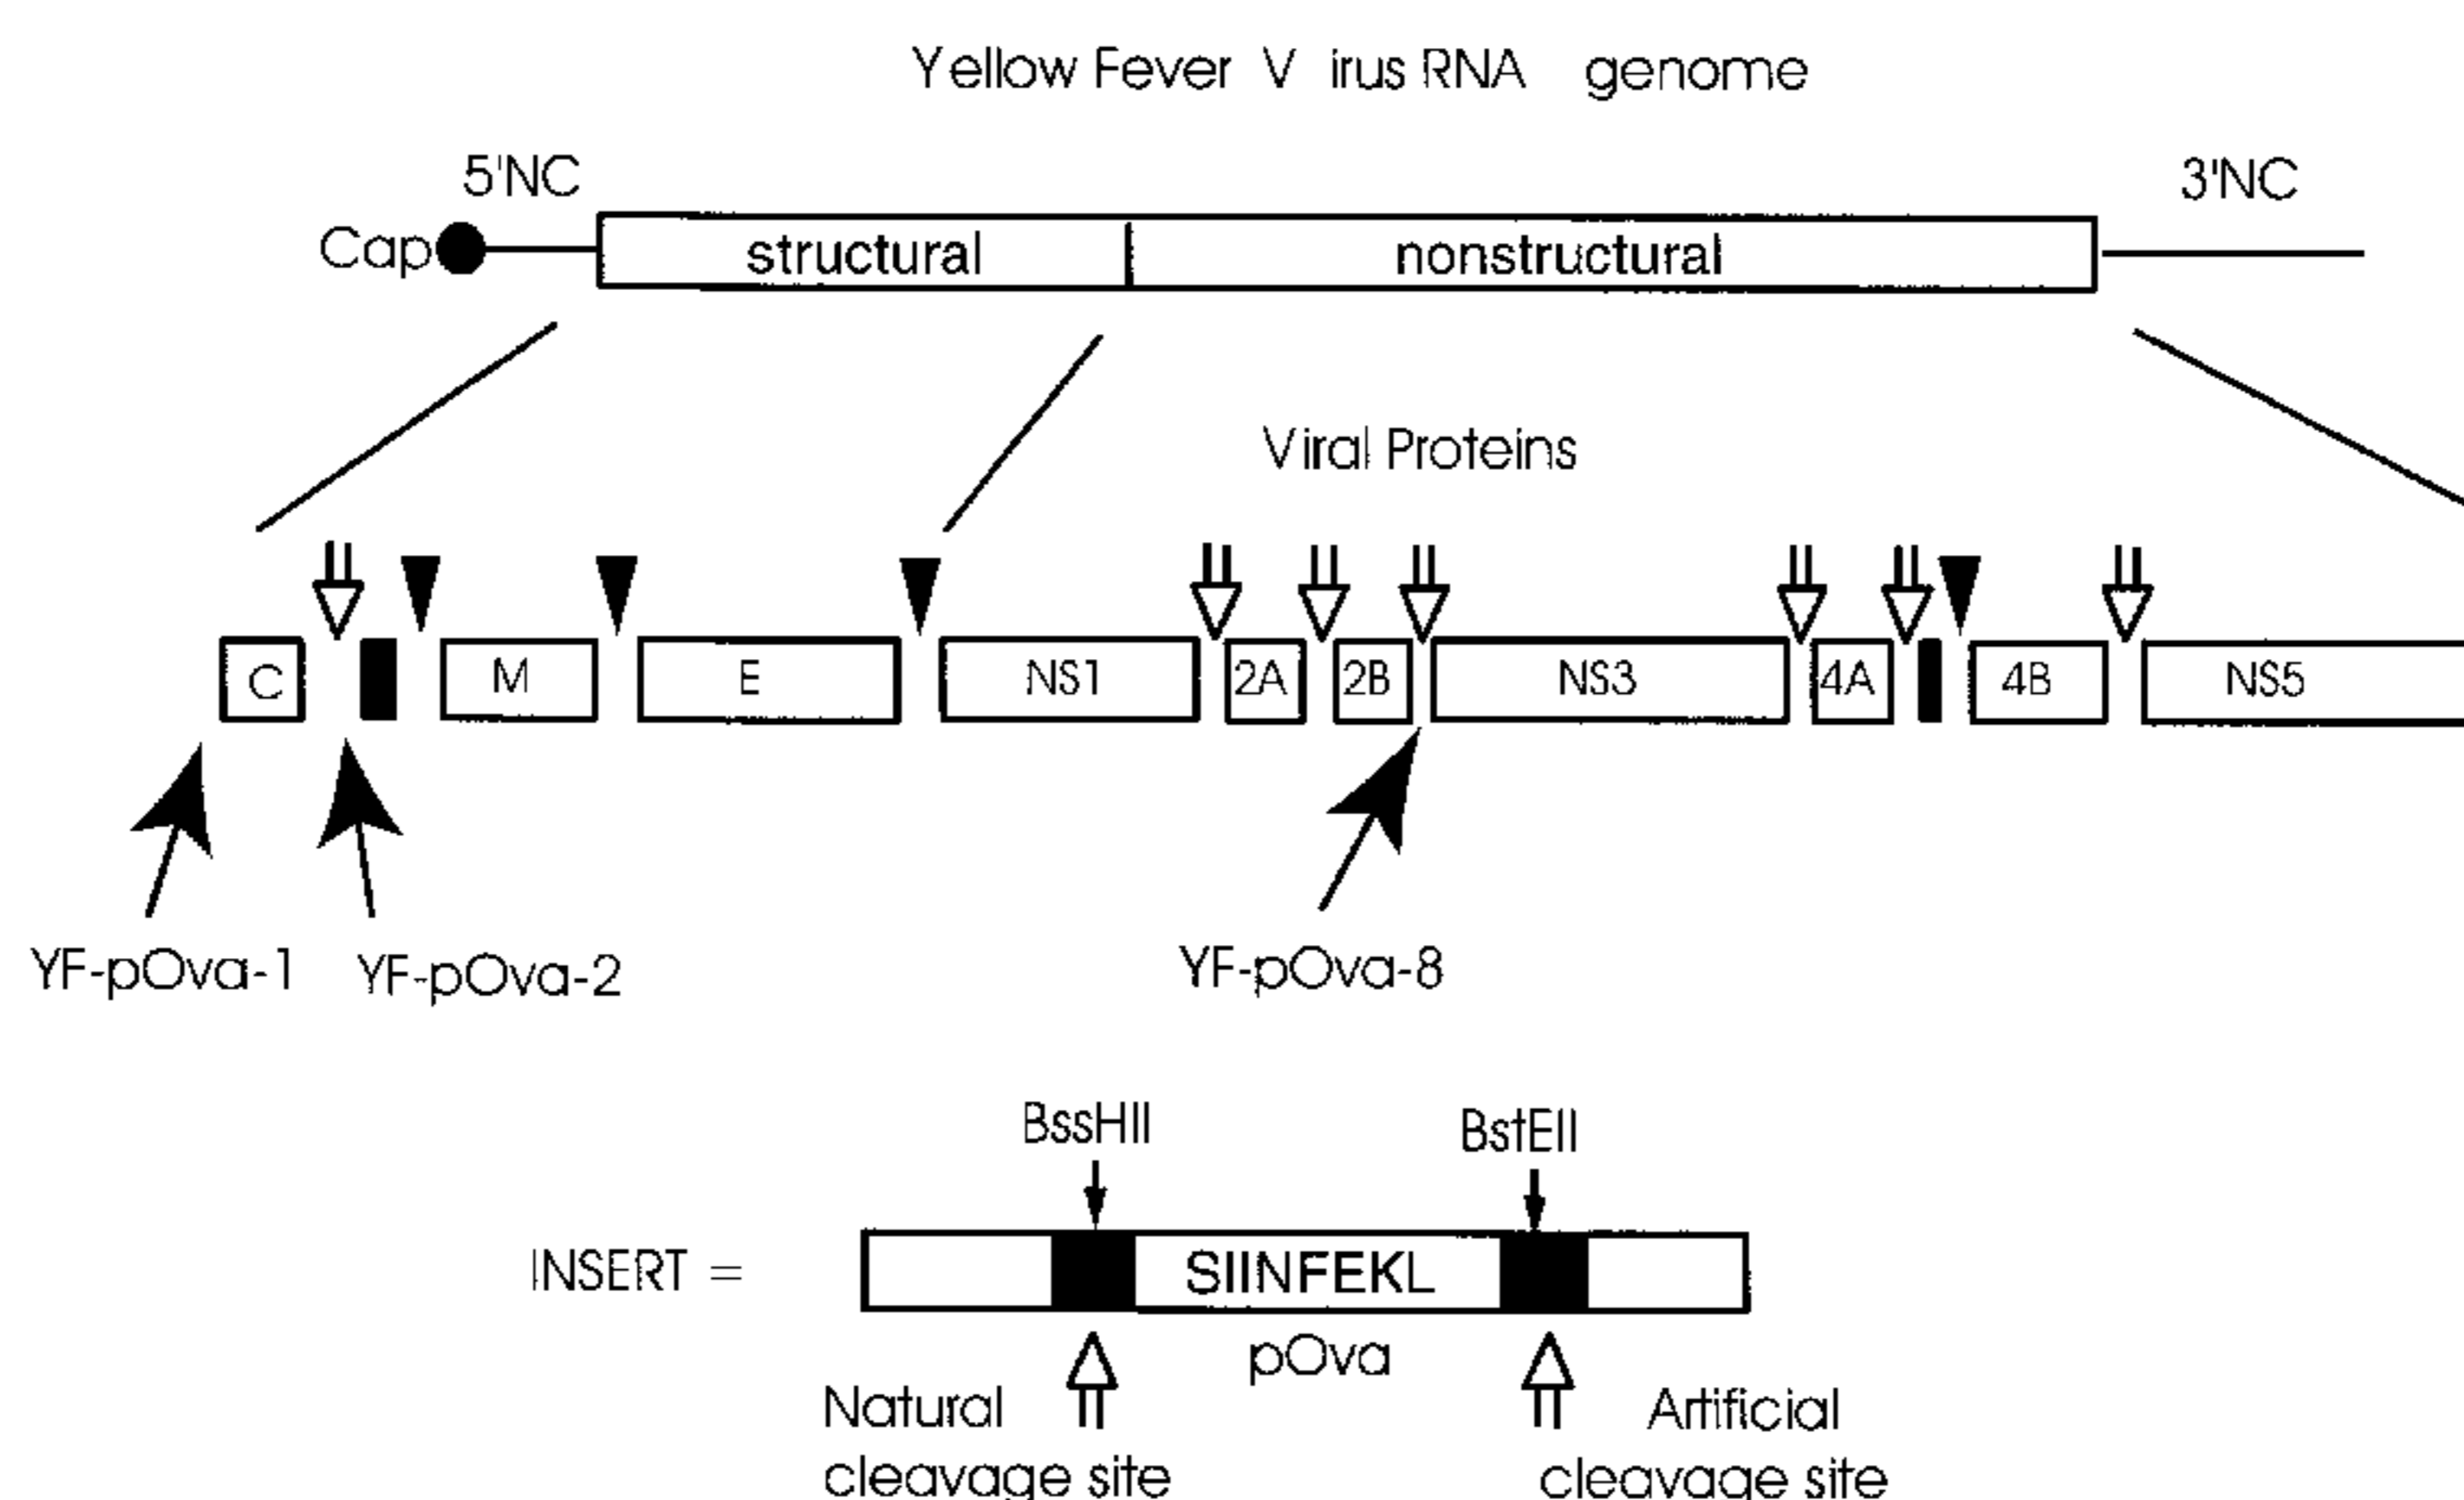 Yellow Fever V irus RNA genome
5'NC
3'NC
Cap
structural
nonstructural
Viral Proteins
C
M
E
NS1
2A
2B
NS3
4A
4B
NS5
YF-pOva-1
YF-pOva-2
YF-pOva-8
BssHII
BstEII
INSERT =
SIINFEKL
pOva
Natural
cleavage site
Artificial
cleavage site